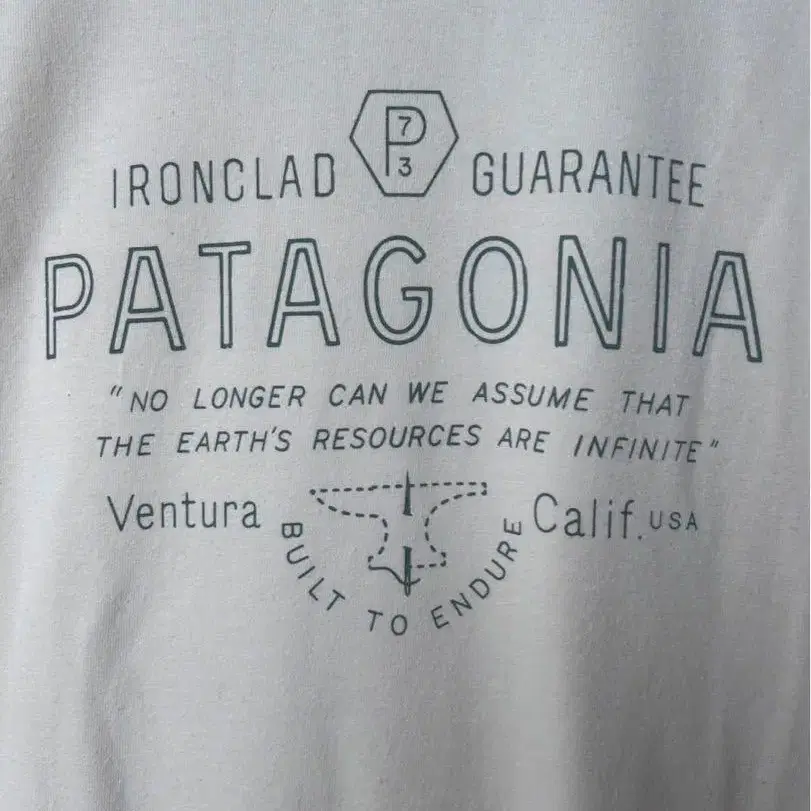 P 7 3
IRONCLAD GUARANTEE
PATAGONIA
"NO LONGER CAN WE ASSUME THAT
THE EARTH'S RESOURCES ARE INFINITE"
Ventura Calif. USA
BUILT TO ENDURE